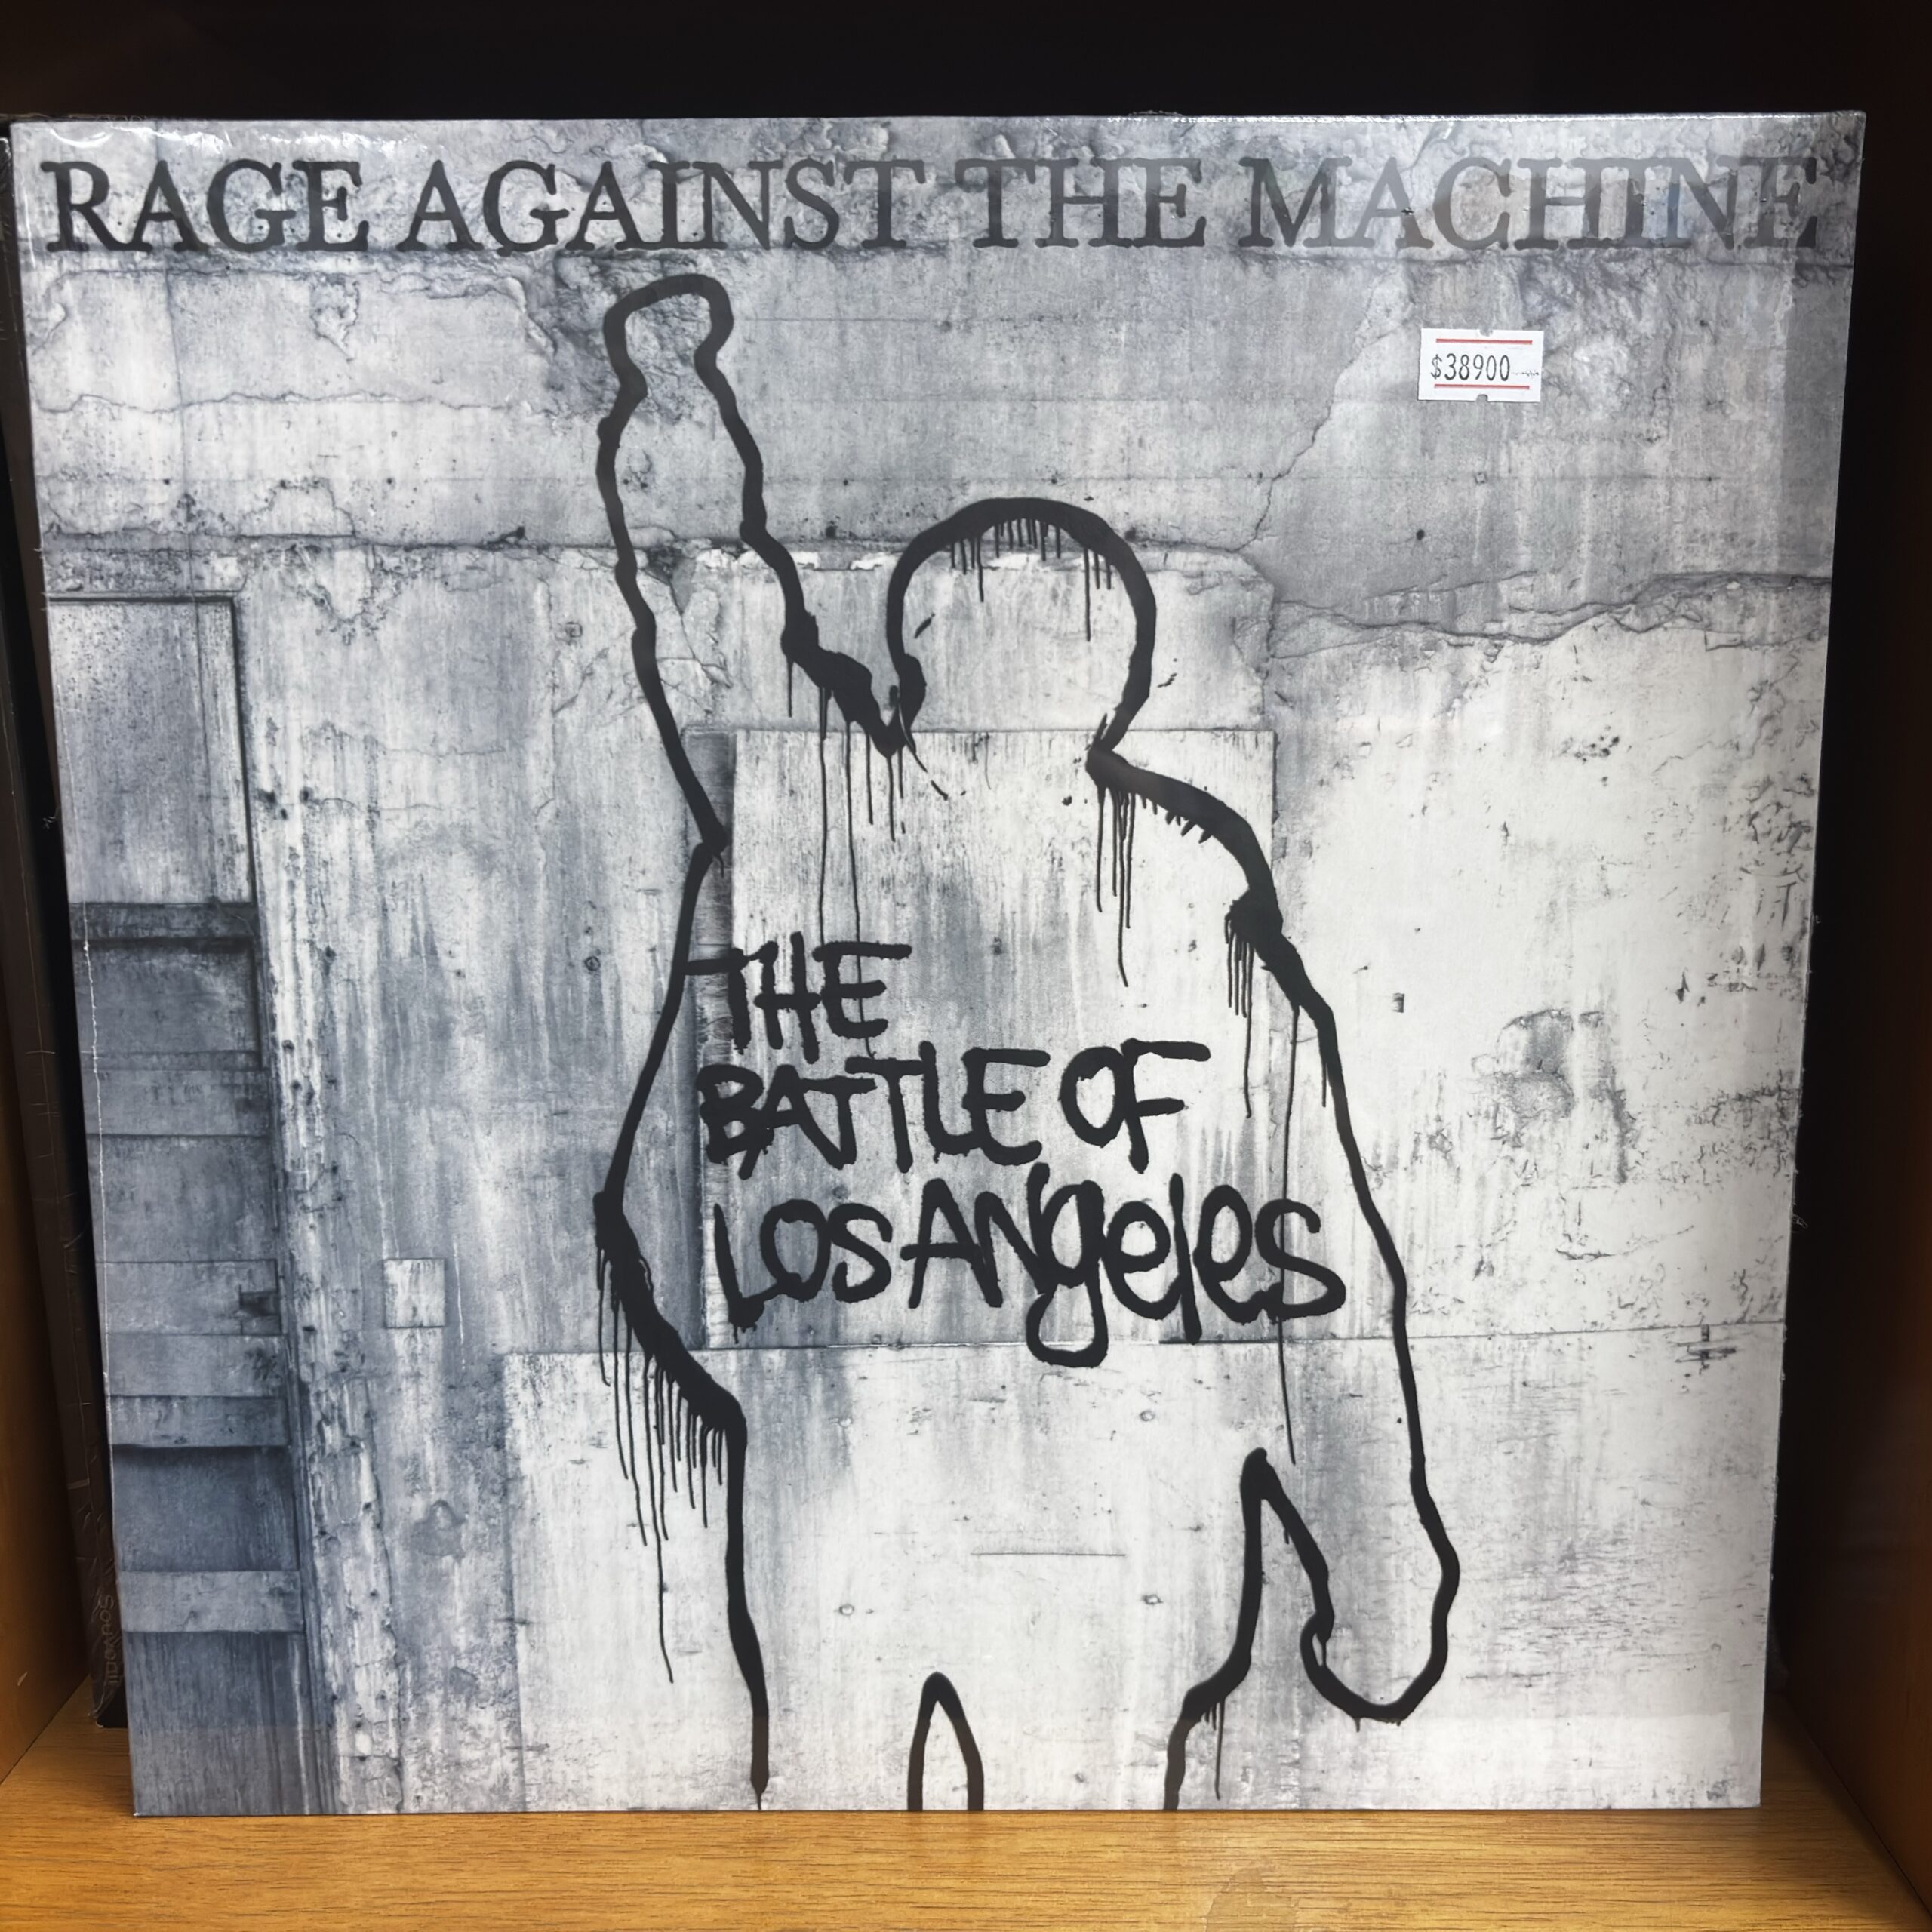 RAGE AGAINST THE MACHINE
$38900
THE
BATTLE OF
LOS ANgeleS